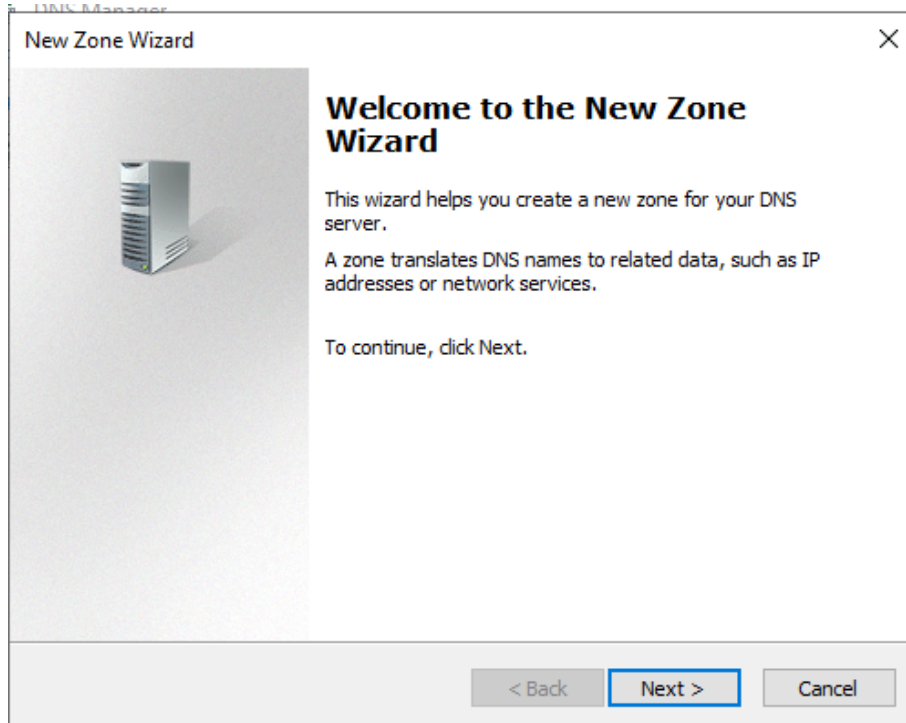 DNS Manager
New Zone Wizard
Welcome to the New Zone
Wizard
This wizard helps you create a new zone for your DNS
server.
A zone translates DNS names to related data, such as IP
addresses or network services.
To continue, click Next.
< Back
Next >
Cancel